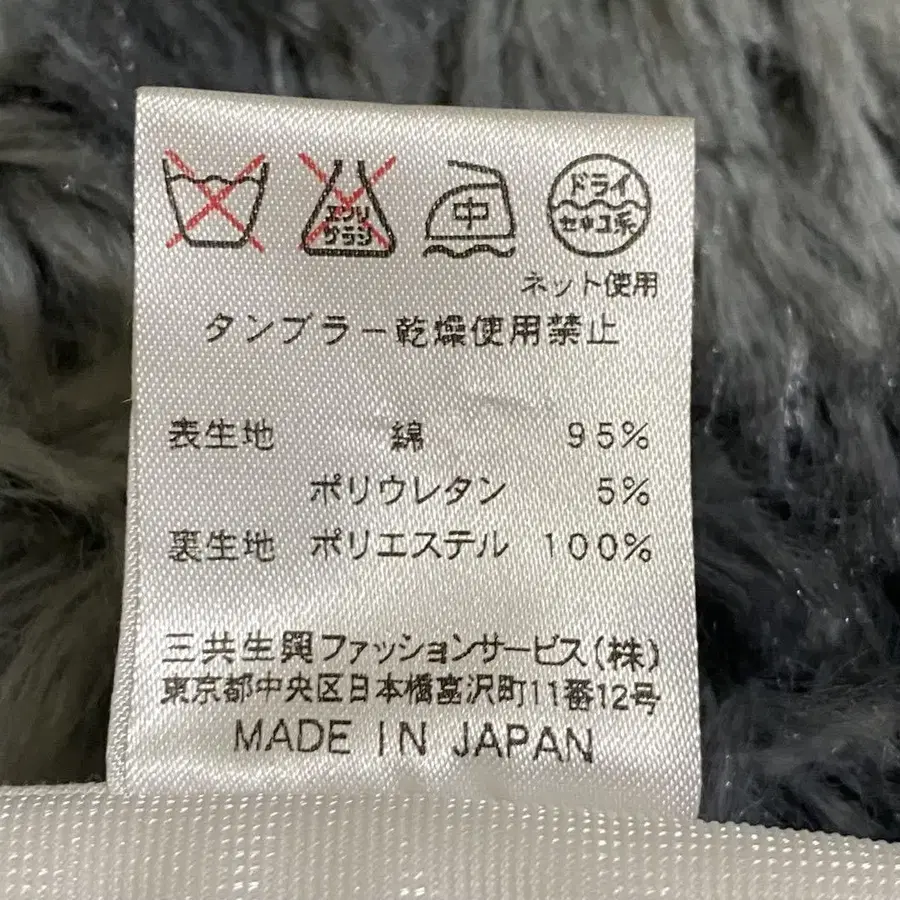 エンソ
サラシ
中
ドライ
セキユ系
ネット使用
タンブラー乾燥使用禁止
表生地 綿 95%
ポリウレタン 5%
裏生地 ポリエステル 100%
三共生興ファッションサービス(株)
東京都中央区日本橋富沢町11番12号
MADE IN JAPAN